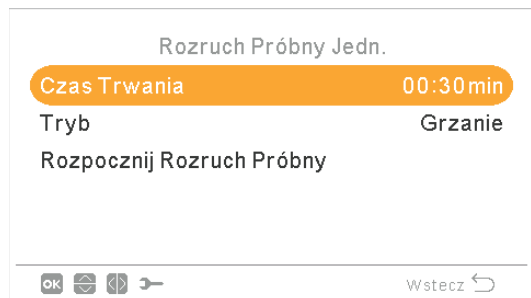 Rozruch Próbny Jedn.
Czas Trwania 00:30min
Tryb Grzanie
Rozpocznij Rozruch Próbny
OK Wstecz